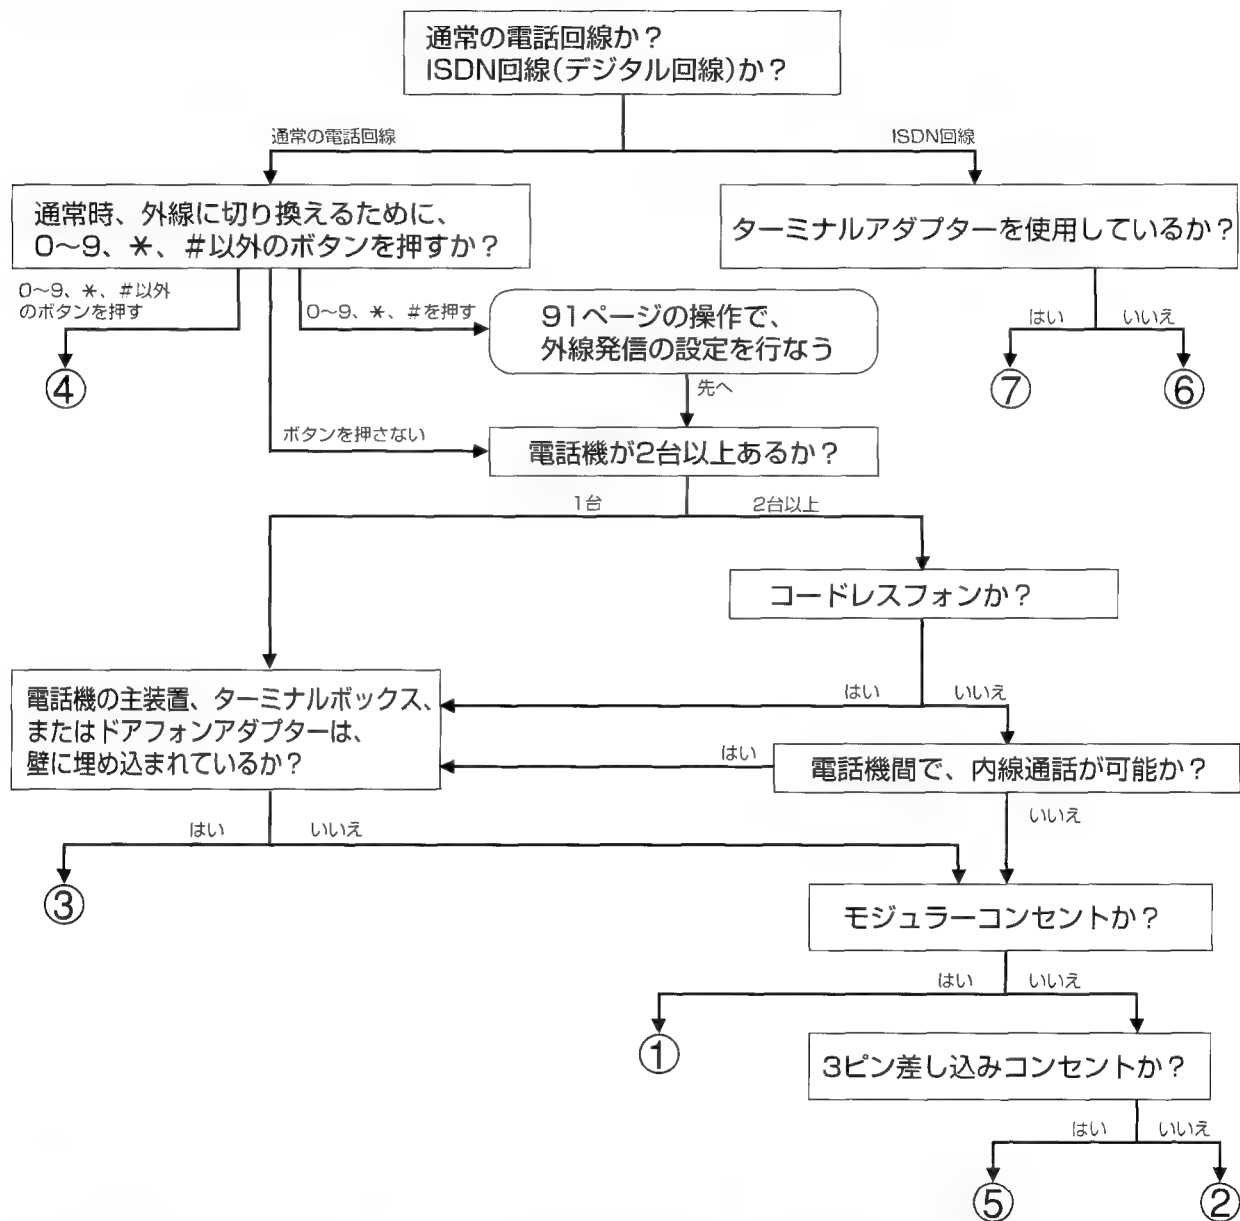 通常の電話回線か？
ISDN回線(デジタル回線)か？
通常の電話回線
ISDN回線
通常時、外線に切り換えるために、
0〜9、＊、＃以外のボタンを押すか？
ターミナルアダプターを使用しているか？
0〜9、＊、＃以外
のボタンを押す
0〜9、＊、＃を押す
91ページの操作で、
外線発信の設定を行なう
はい
いいえ
④
⑦
⑥
先へ
ボタンを押さない
電話機が2台以上あるか？
1台
2台以上
コードレスフォンか？
電話機の主装置、ターミナルボックス、
またはドアフォンアダプターは、
壁に埋め込まれているか？
はい
いいえ
はい
電話機間で、内線通話が可能か？
いいえ
はい
いいえ
③
モジュラーコンセントか？
はい
いいえ
①
3ピン差し込みコンセントか？
はい
いいえ
⑤
②